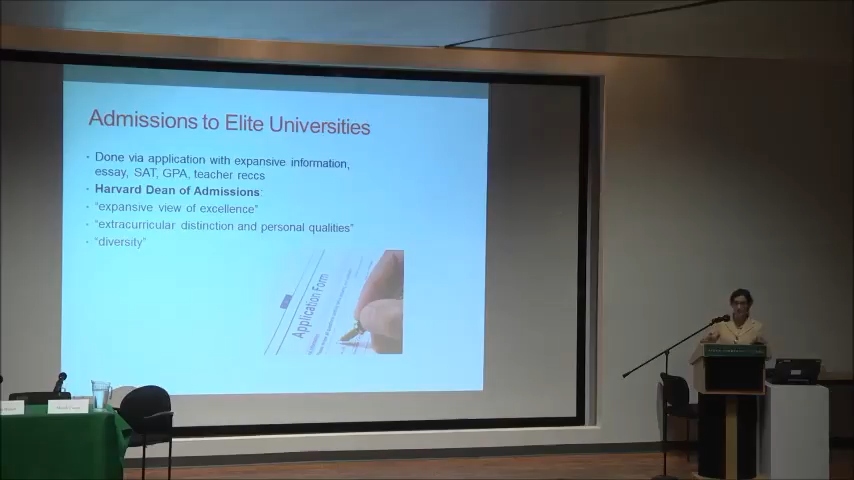 Admissions to Elite Universities
• Done via application with expansive information,
essay, SAT, GPA, teacher reccs
• Harvard Dean of Admissions:
• “expansive view of excellence”
• “extracurricular distinction and personal qualities”
• “diversity”
Application Form